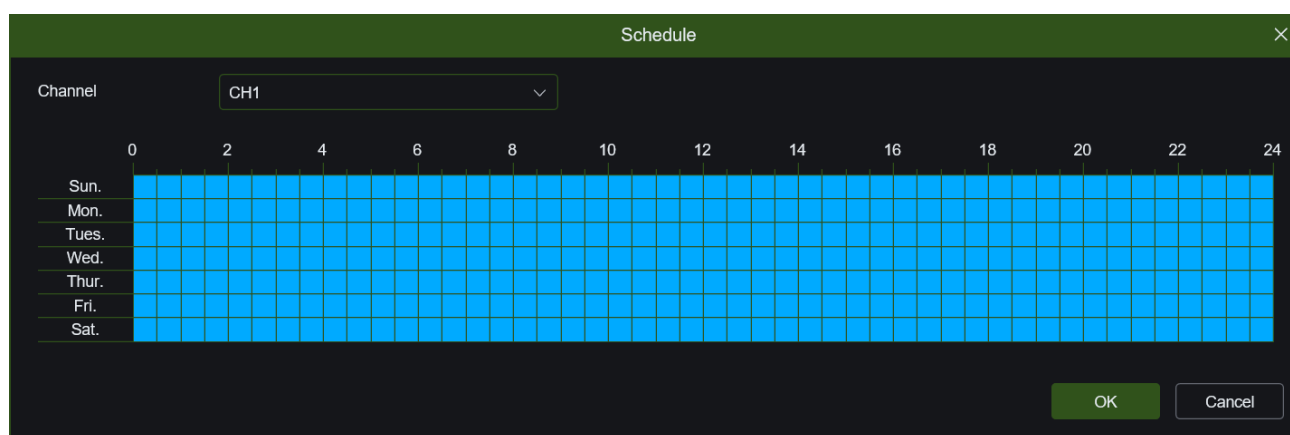 Schedule
Channel CH1
0 2 4 6 8 10 12 14 16 18 20 22 24
Sun.
Mon.
Tues.
Wed.
Thur.
Fri.
Sat.
OK Cancel